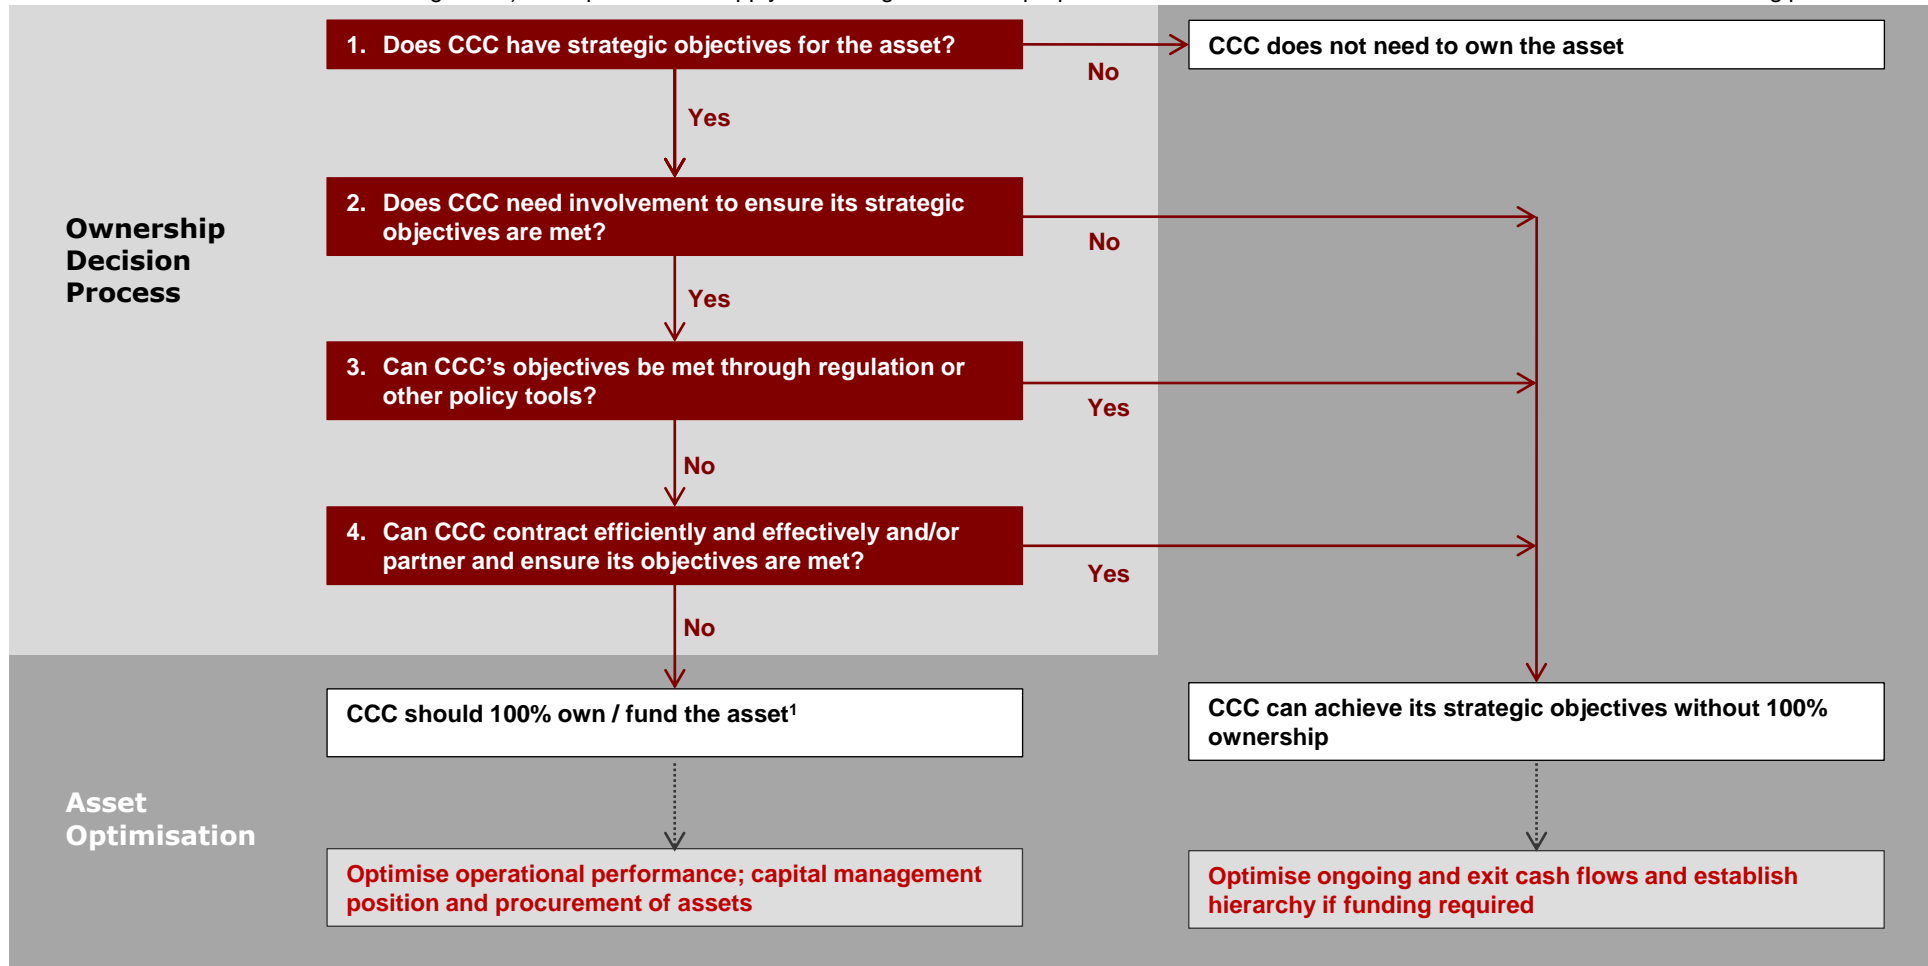 1. Does CCC have strategic objectives for the asset?
No
CCC does not need to own the asset
Yes
Ownership
Decision
Process
2. Does CCC need involvement to ensure its strategic
objectives are met?
No
Yes
3. Can CCC’s objectives be met through regulation or
other policy tools?
Yes
No
4. Can CCC contract efficiently and effectively and/or
partner and ensure its objectives are met?
Yes
No
CCC should 100% own / fund the asset¹
CCC can achieve its strategic objectives without 100%
ownership
Asset
Optimisation
Optimise operational performance; capital management
position and procurement of assets
Optimise ongoing and exit cash flows and establish
hierarchy if funding required